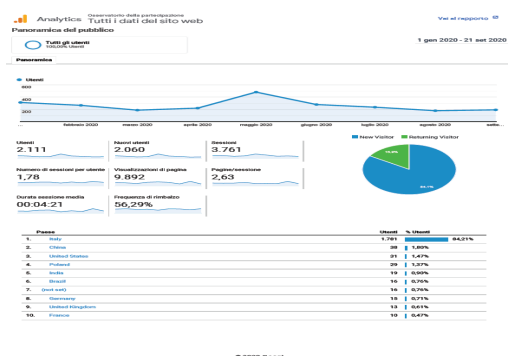 Analytics
Osservatorio della partecipazione
Tutti i dati del sito web
Vai al rapporto
Panoramica del pubblico
Tutti gli utenti
100,00% Utenti
1 gen 2020 - 21 set 2020
Panoramica
Utenti
600
400
200
...
febbraio 2020
marzo 2020
aprile 2020
maggio 2020
giugno 2020
luglio 2020
agosto 2020
sette...
New Visitor
Returning Visitor
Utenti
2.111
Nuovi utenti
2.060
Sessioni
3.761
Numero di sessioni per utente
1,78
Visualizzazioni di pagina
9.892
Pagine/sessione
2,63
Durata sessione media
00:04:21
Frequenza di rimbalzo
56,29%
Paese Utenti % Utenti
1. Italy 1.781 84,21%
2. China 38 1,80%
3. United States 31 1,47%
4. Poland 29 1,37%
5. India 19 0,90%
6. Brazil 16 0,76%
7. (not set) 16 0,76%
8. Germany 15 0,71%
9. United Kingdom 13 0,61%
10. France 10 0,47%